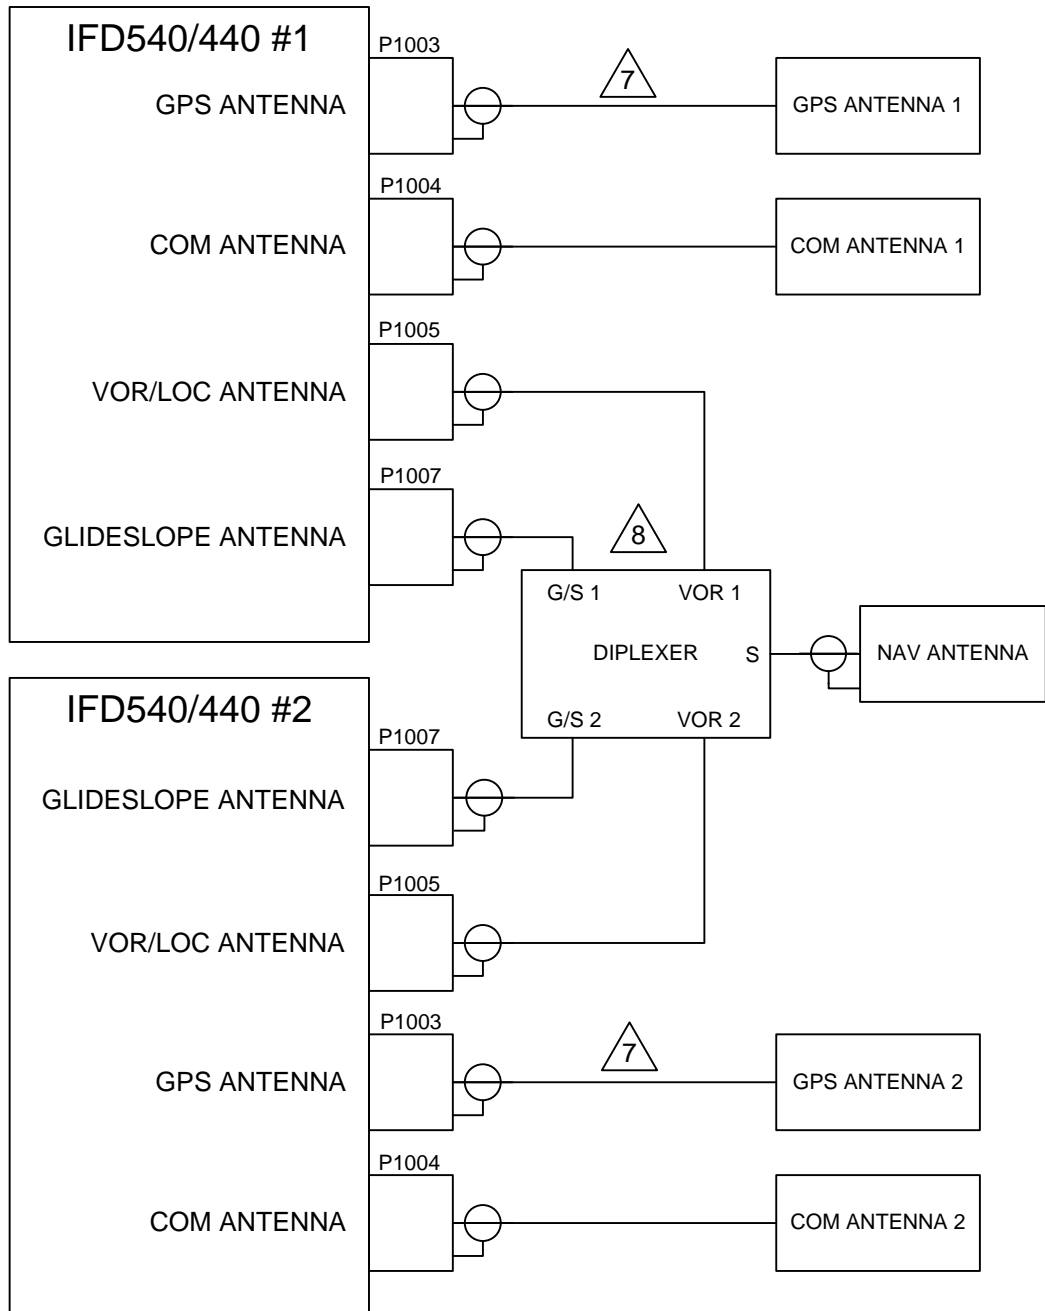 IFD540/440 #1
P1003
GPS ANTENNA
7
GPS ANTENNA 1
P1004
COM ANTENNA
COM ANTENNA 1
P1005
VOR/LOC ANTENNA
P1007
GLIDESLOPE ANTENNA
8
G/S 1
VOR 1
DIPLEXER
S
NAV ANTENNA
G/S 2
VOR 2
IFD540/440 #2
P1007
GLIDESLOPE ANTENNA
P1005
VOR/LOC ANTENNA
P1003
GPS ANTENNA
7
GPS ANTENNA 2
P1004
COM ANTENNA
COM ANTENNA 2